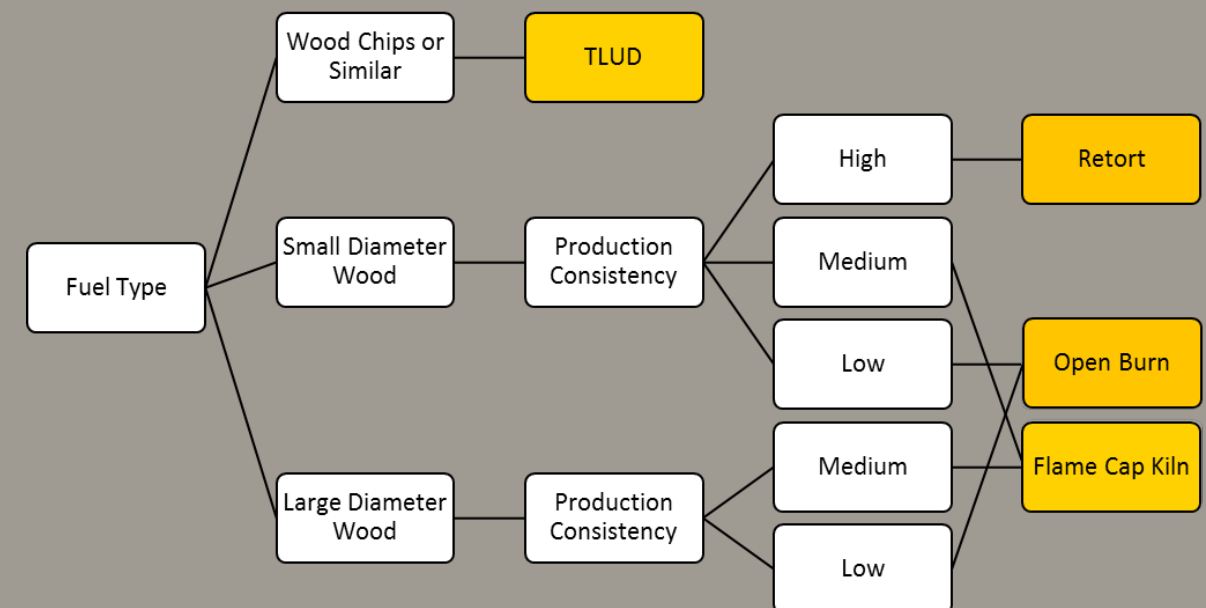 Wood Chips or
Similar
TLUD
High
Retort
Small Diameter
Wood
Production
Consistency
Medium
Fuel Type
Low
Open Burn
Medium
Flame Cap Kiln
Large Diameter
Wood
Production
Consistency
Low